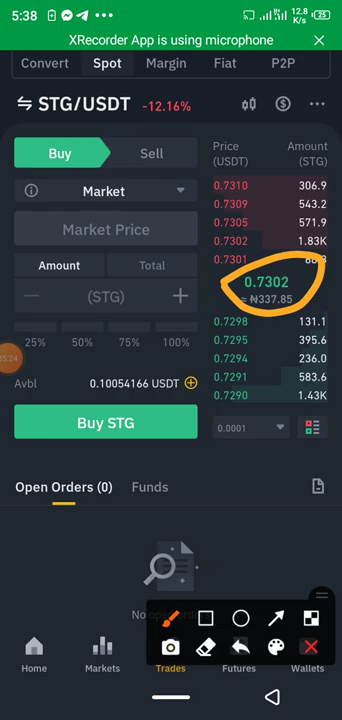 5:38
12.8
K/s
25
XRecorder App is using microphone
Convert Spot Margin Fiat P2P
STG/USDT -12.16%
Buy Sell
Market
Market Price
Amount Total
(STG)
25% 50% 75% 100%
05:24
Avbl 0.10054166 USDT
Buy STG
Price Amount
(USDT) (STG)
0.7310 306.9
0.7309 543.2
0.7305 571.9
0.7302 1.83K
0.7301
0.7302
≈ ₦337.85
0.7298 131.1
0.7295 395.6
0.7294 236.0
0.7291 583.6
0.7290 1.43K
0.0001
Open Orders (0) Funds
Home Markets Trades Futures Wallets